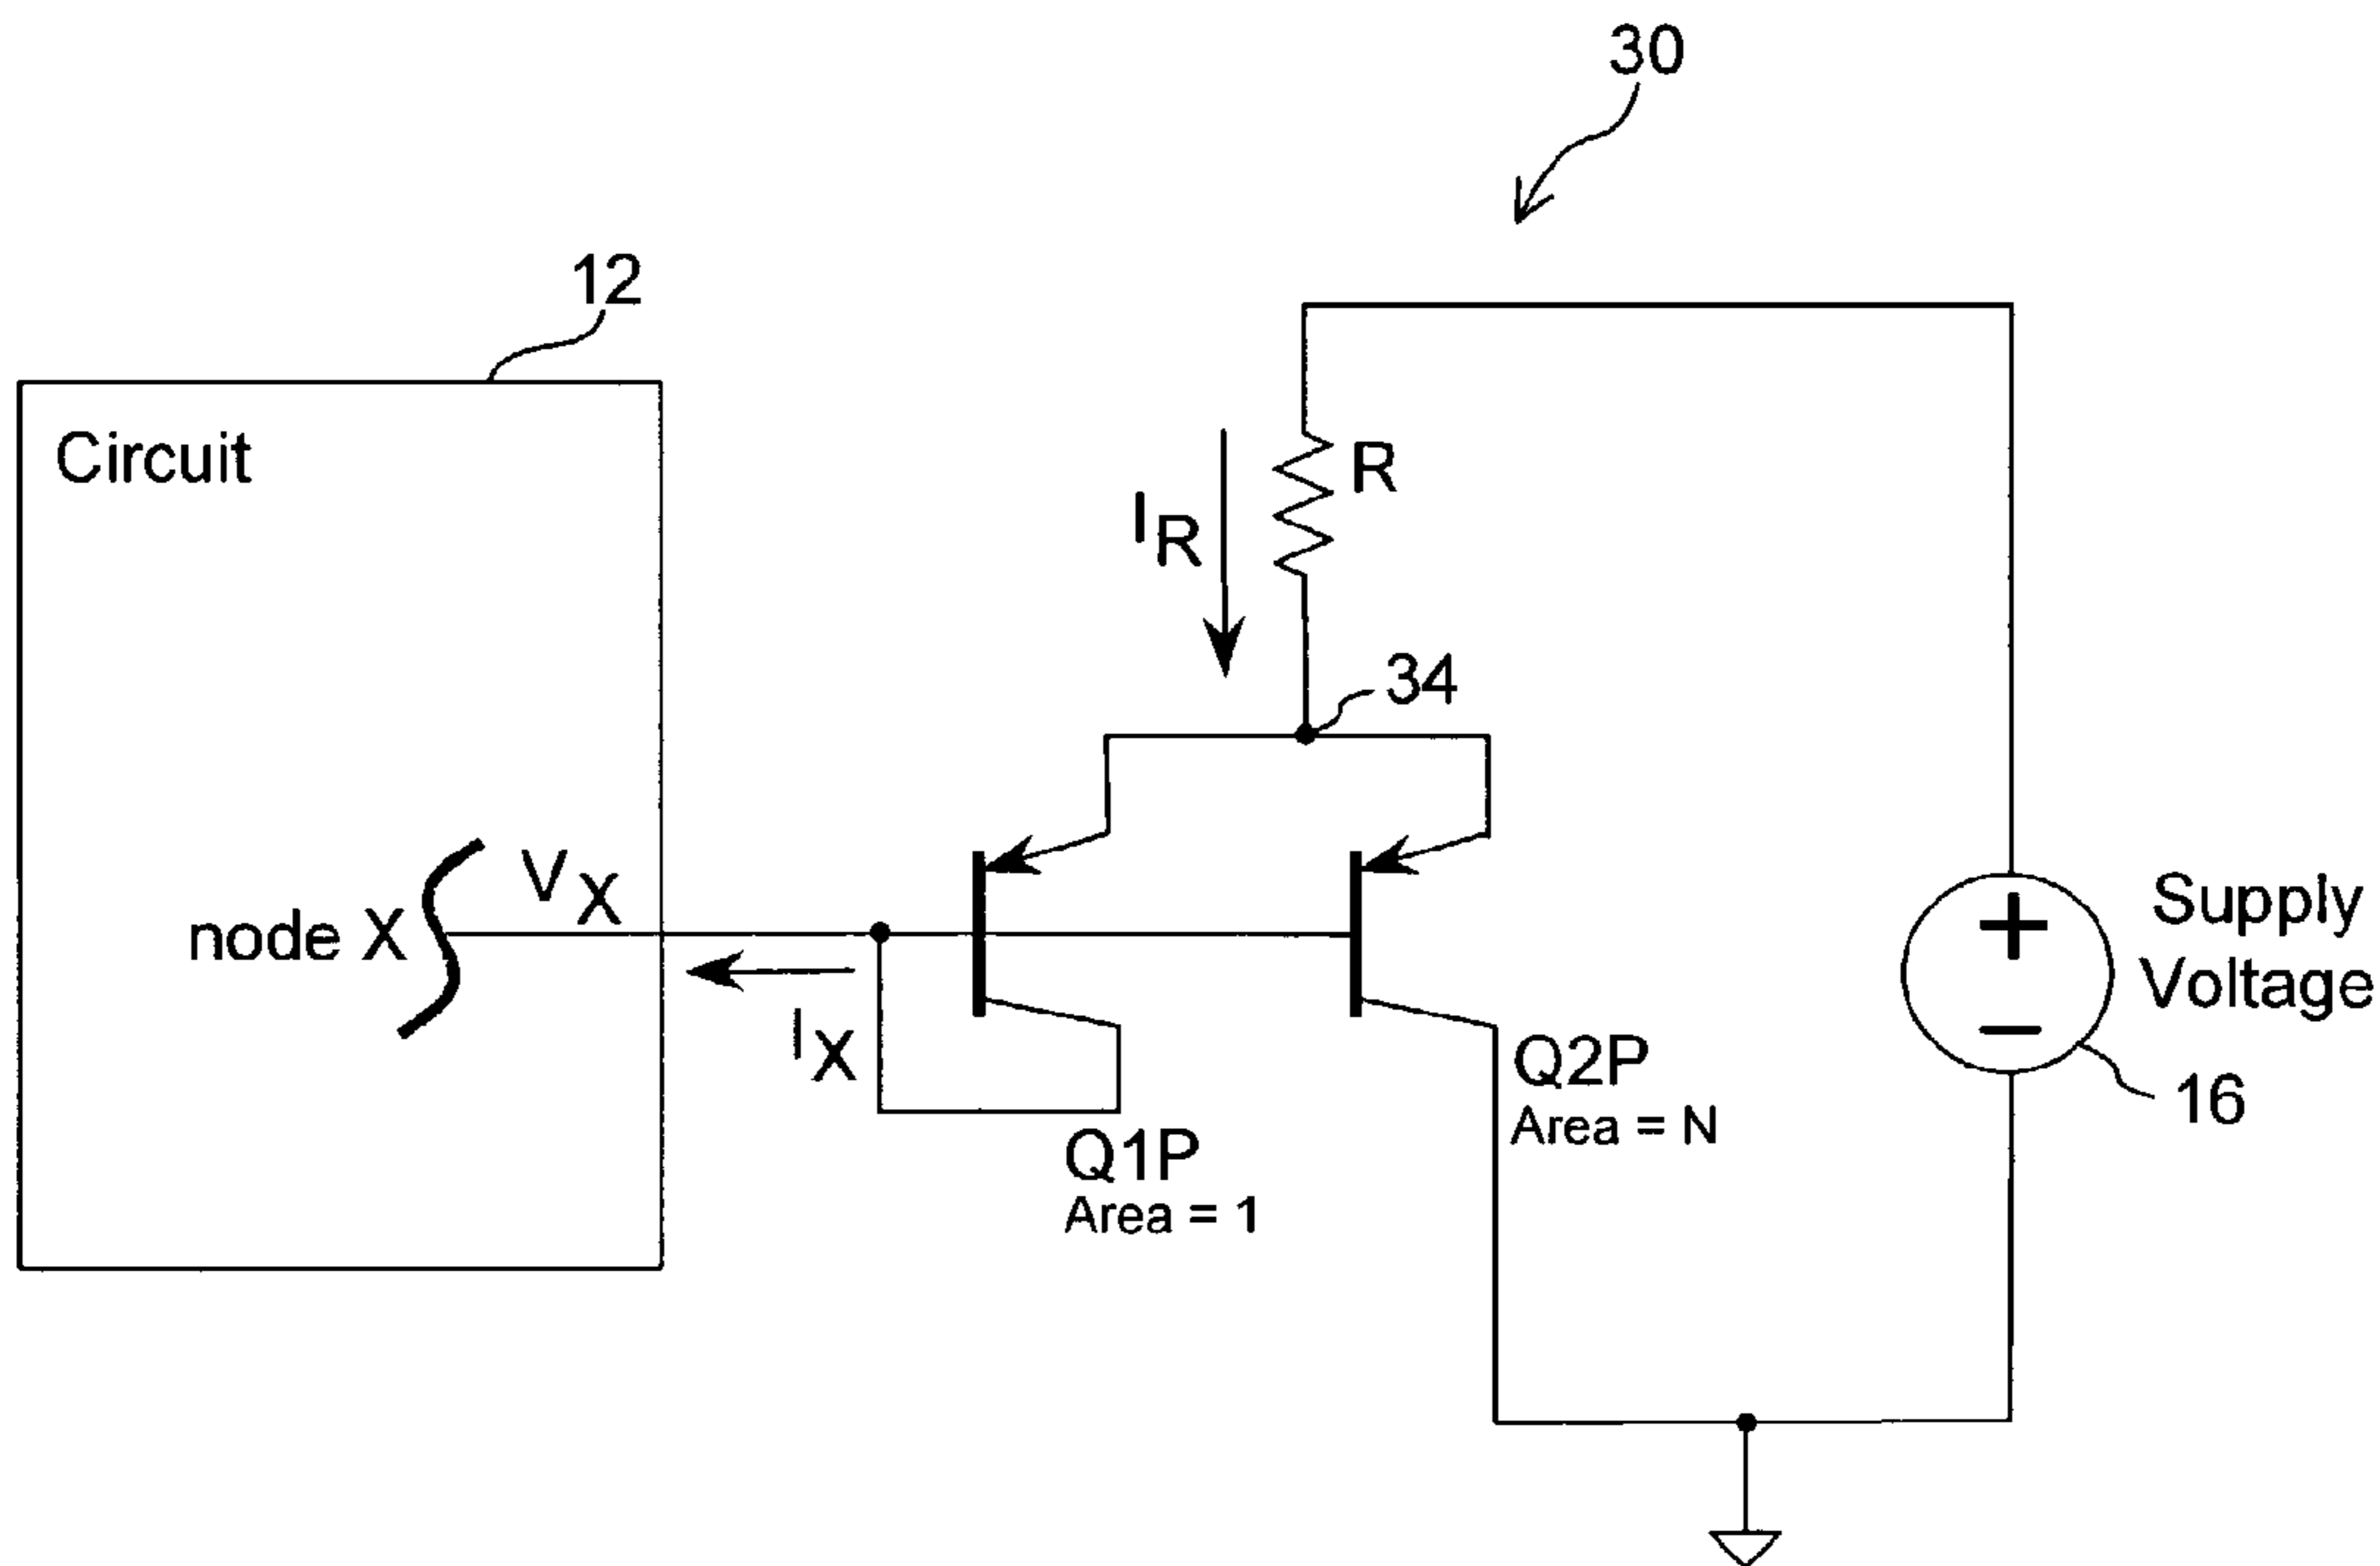 30
12
Circuit
R
IR
34
VX
node X
IX
Supply
Voltage
+
−
16
Q2P
Area = N
Q1P
Area = 1